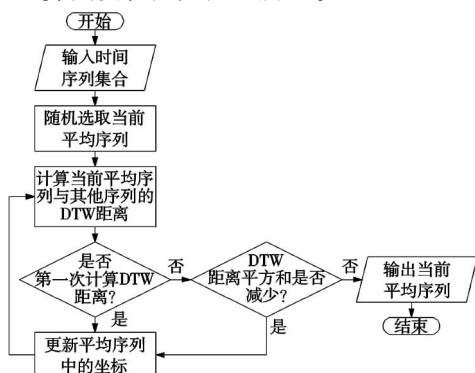 开始
输入时间
序列集合
随机选取当前
平均序列
计算当前平均序
列与其他序列的
DTW距离
是否
第一次计算DTW
距离?
否
DTW
距离平方和是否
减少?
否
输出当前
平均序列
是
是
结束
更新平均序列
中的坐标